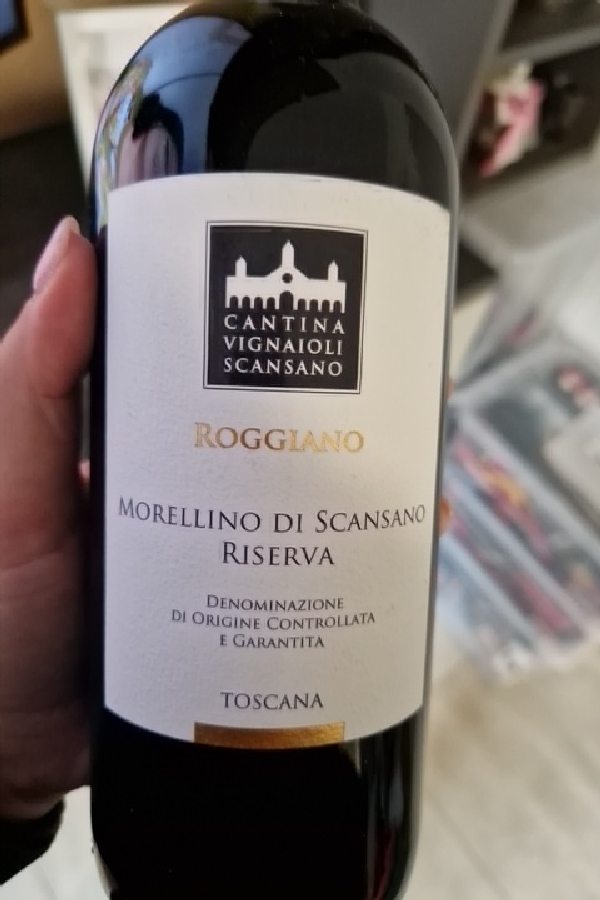 CANTINA
VIGNAIOLI
SCANSANO
ROGGIANO
MORELLINO DI SCANSANO
RISERVA
DENOMINAZIONE
DI ORIGINE CONTROLLATA
E GARANTITA
TOSCANA